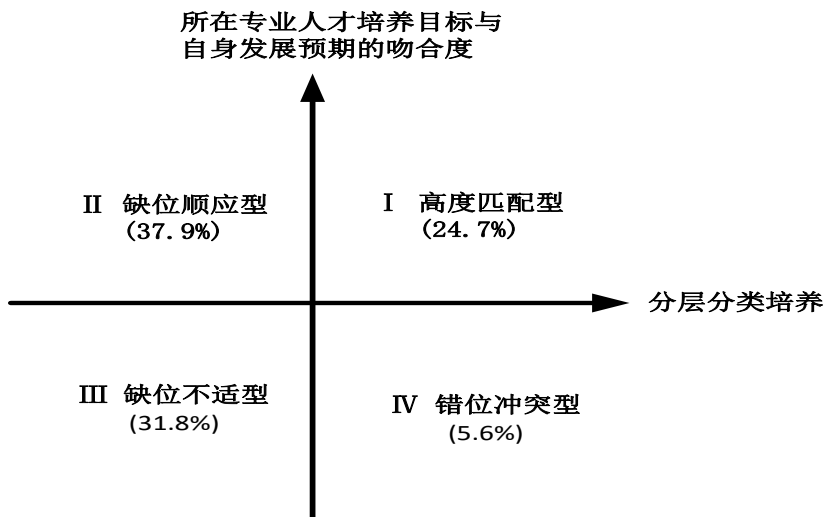 所在专业人才培养目标与
自身发展预期的吻合度
Ⅱ 缺位顺应型
(37.9%)
Ⅰ 高度匹配型
(24.7%)
分层分类培养
Ⅲ 缺位不适型
(31.8%)
Ⅳ 错位冲突型
(5.6%)